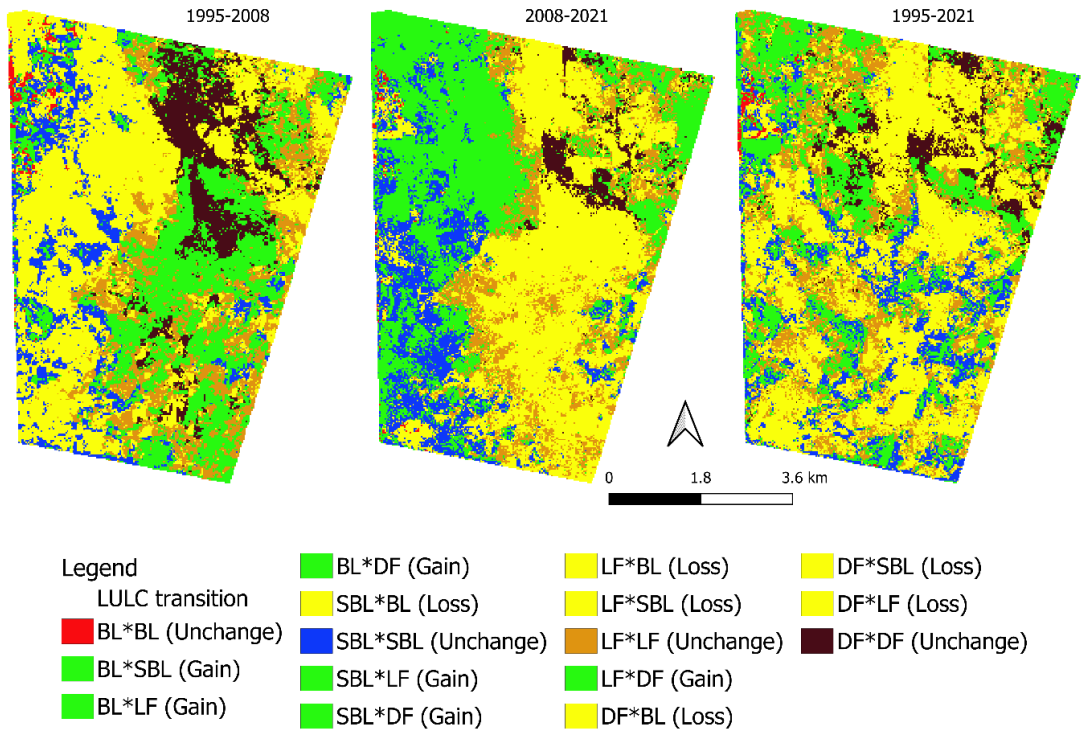 1995-2008
2008-2021
1995-2021
0 1.8 3.6 km
Legend
LULC transition
BL*BL (Unchange)
BL*SBL (Gain)
BL*LF (Gain)
BL*DF (Gain)
SBL*BL (Loss)
SBL*SBL (Unchange)
SBL*LF (Gain)
SBL*DF (Gain)
LF*BL (Loss)
LF*SBL (Loss)
LF*LF (Unchange)
LF*DF (Gain)
DF*BL (Loss)
DF*SBL (Loss)
DF*LF (Loss)
DF*DF (Unchange)